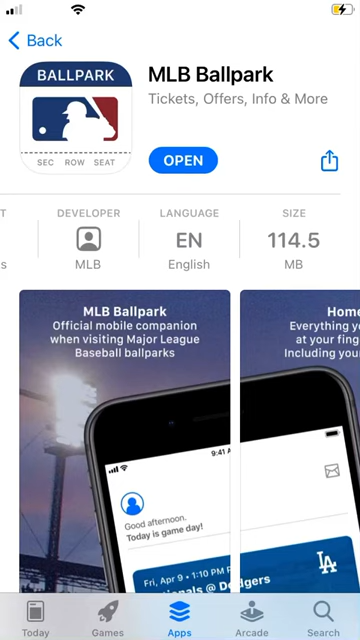 Back
BALLPARK
SEC ROW SEAT
MLB Ballpark
Tickets, Offers, Info & More
OPEN
T
s
DEVELOPER
MLB
LANGUAGE
EN
English
SIZE
114.5
MB
MLB Ballpark
Official mobile companion
when visiting Major League
Baseball ballparks
9:41 A
Good afternoon.
Today is game day!
Fri, Apr 9 • 1:10 PM
nals @ Dodgers
Home
Everything y
at your fing
Including you
LA
Today
Games
Apps
Arcade
Search